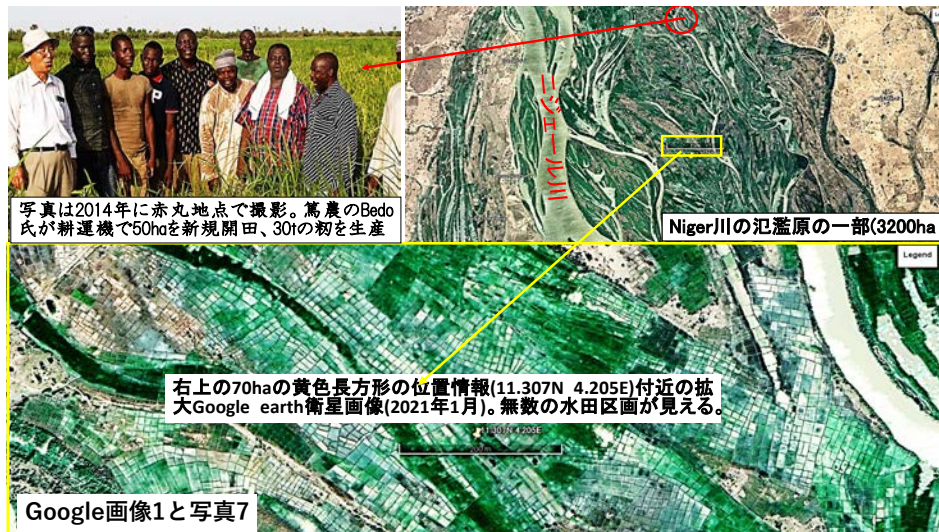 写真は2014年に赤丸地点で撮影。篤農のBedo
氏が耕運機で50haを新規開田、30tの籾を生産
ニジェール川
Niger川の氾濫原の一部(3200ha
Legend
右上の70haの黄色長方形の位置情報(11.307N 4.205E)付近の拡
大Google earth衛星画像(2021年1月)。無数の水田区画が見える。
11.307N 4.205E
200 m
Google画像1と写真7